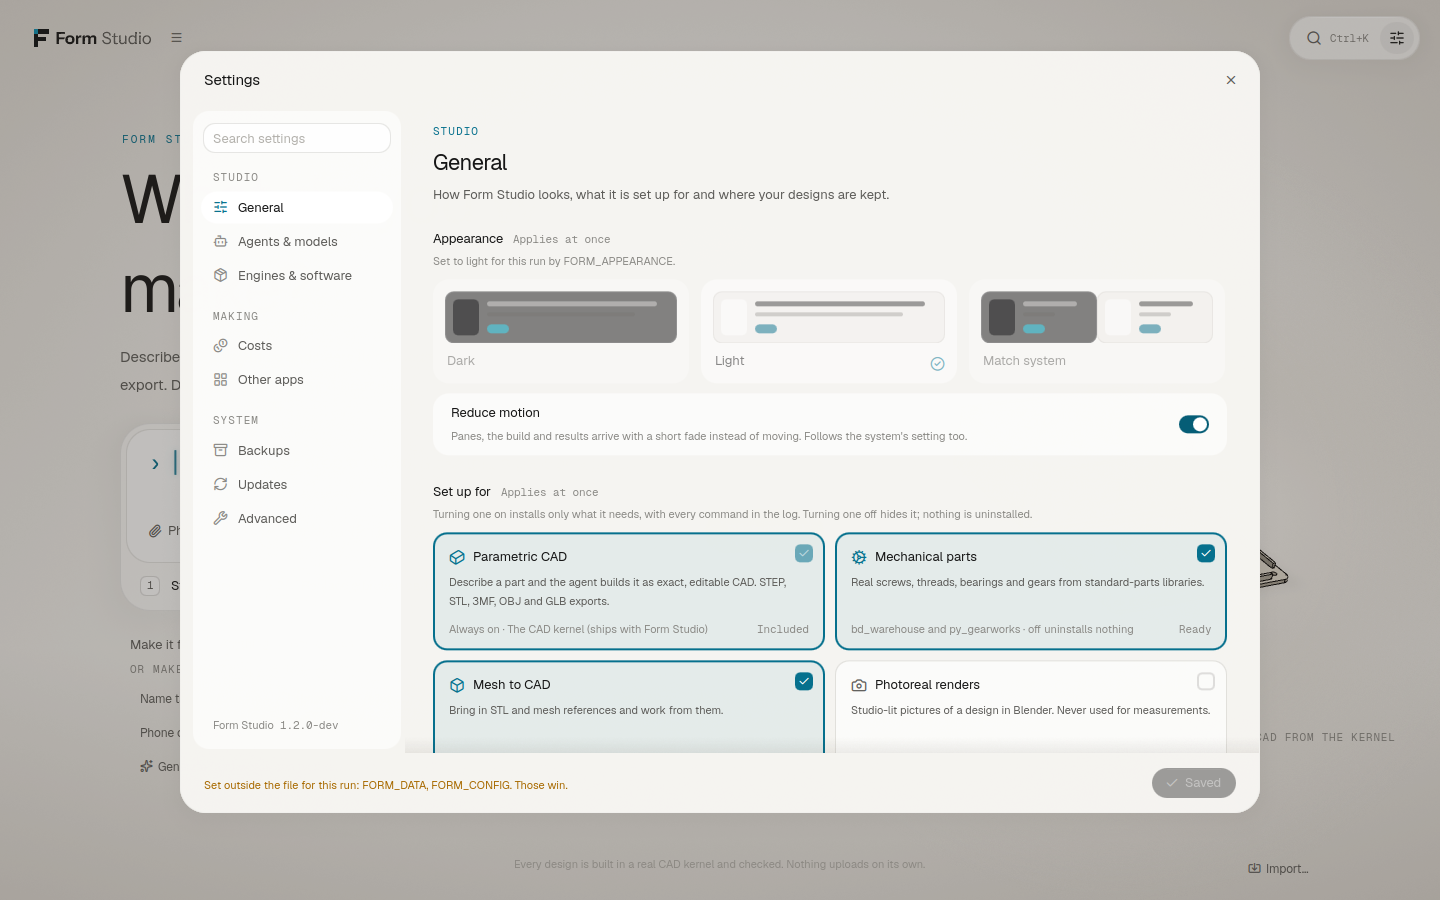 Form Studio
Ctrl+K
Settings
FORM ST
W
ma
Describe
export. D
Ph
1
S
Make it f
OR MAKE
Name t
Phone c
Gen
Search settings
STUDIO
General
Agents & models
Engines & software
MAKING
Costs
Other apps
SYSTEM
Backups
Updates
Advanced
Form Studio 1.2.0-dev
STUDIO
General
How Form Studio looks, what it is set up for and where your designs are kept.
Appearance Applies at once
Set to light for this run by FORM_APPEARANCE.
Dark
Light
Match system
Reduce motion
Panes, the build and results arrive with a short fade instead of moving. Follows the system's setting too.
Set up for Applies at once
Turning one on installs only what it needs, with every command in the log. Turning one off hides it; nothing is uninstalled.
Parametric CAD
Describe a part and the agent builds it as exact, editable CAD. STEP,
STL, 3MF, OBJ and GLB exports.
Always on · The CAD kernel (ships with Form Studio) Included
Mechanical parts
Real screws, threads, bearings and gears from standard-parts libraries.
bd_warehouse and py_gearworks · off uninstalls nothing Ready
Mesh to CAD
Bring in STL and mesh references and work from them.
Photoreal renders
Studio-lit pictures of a design in Blender. Never used for measurements.
CAD FROM THE KERNEL
Set outside the file for this run: FORM_DATA, FORM_CONFIG. Those win.
Saved
Every design is built in a real CAD kernel and checked. Nothing uploads on its own.
Import...